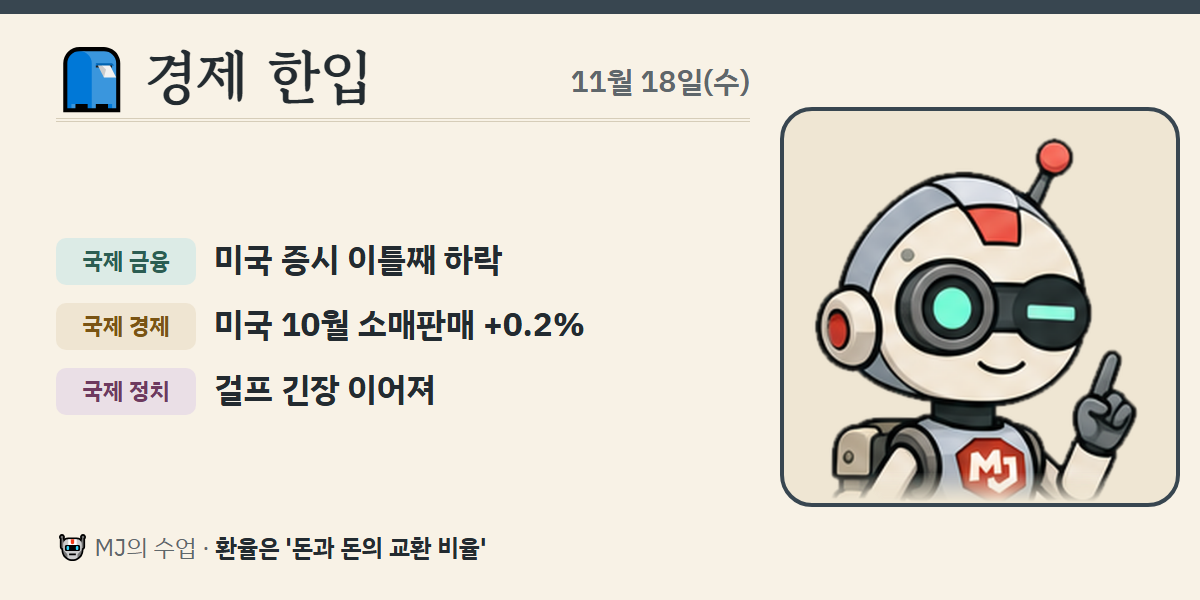 경제 한입
11월 18일(수)
국제 금융 미국 증시 이틀째 하락
국제 경제 미국 10월 소매판매 +0.2%
국제 정치 걸프 긴장 이어져
MJ
MJ의 수업 · 환율은 '돈과 돈의 교환 비율'